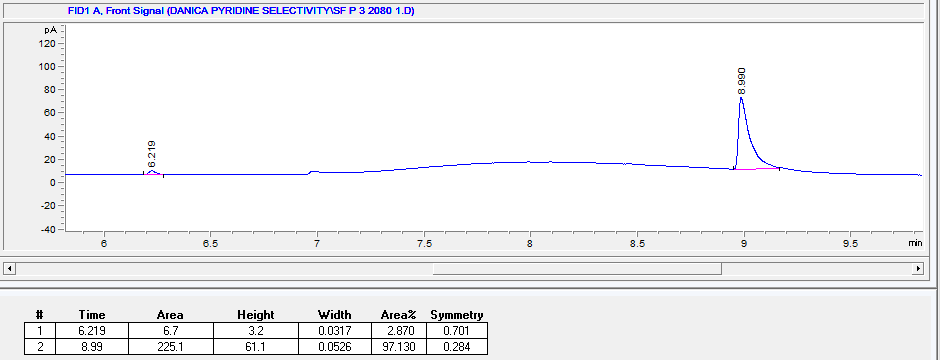 FID1 A, Front Signal (DANICA PYRIDINE SELECTIVITY\SF P 3 2080 1.D)
pA
120
100
80
60
40
20
0
-20
-40
6.219
8.990
6 6.5 7 7.5 8 8.5 9 9.5 min
# Time Area Height Width Area% Symmetry
1 6.219 6.7 3.2 0.0317 2.870 0.701
2 8.99 225.1 61.1 0.0526 97.130 0.284